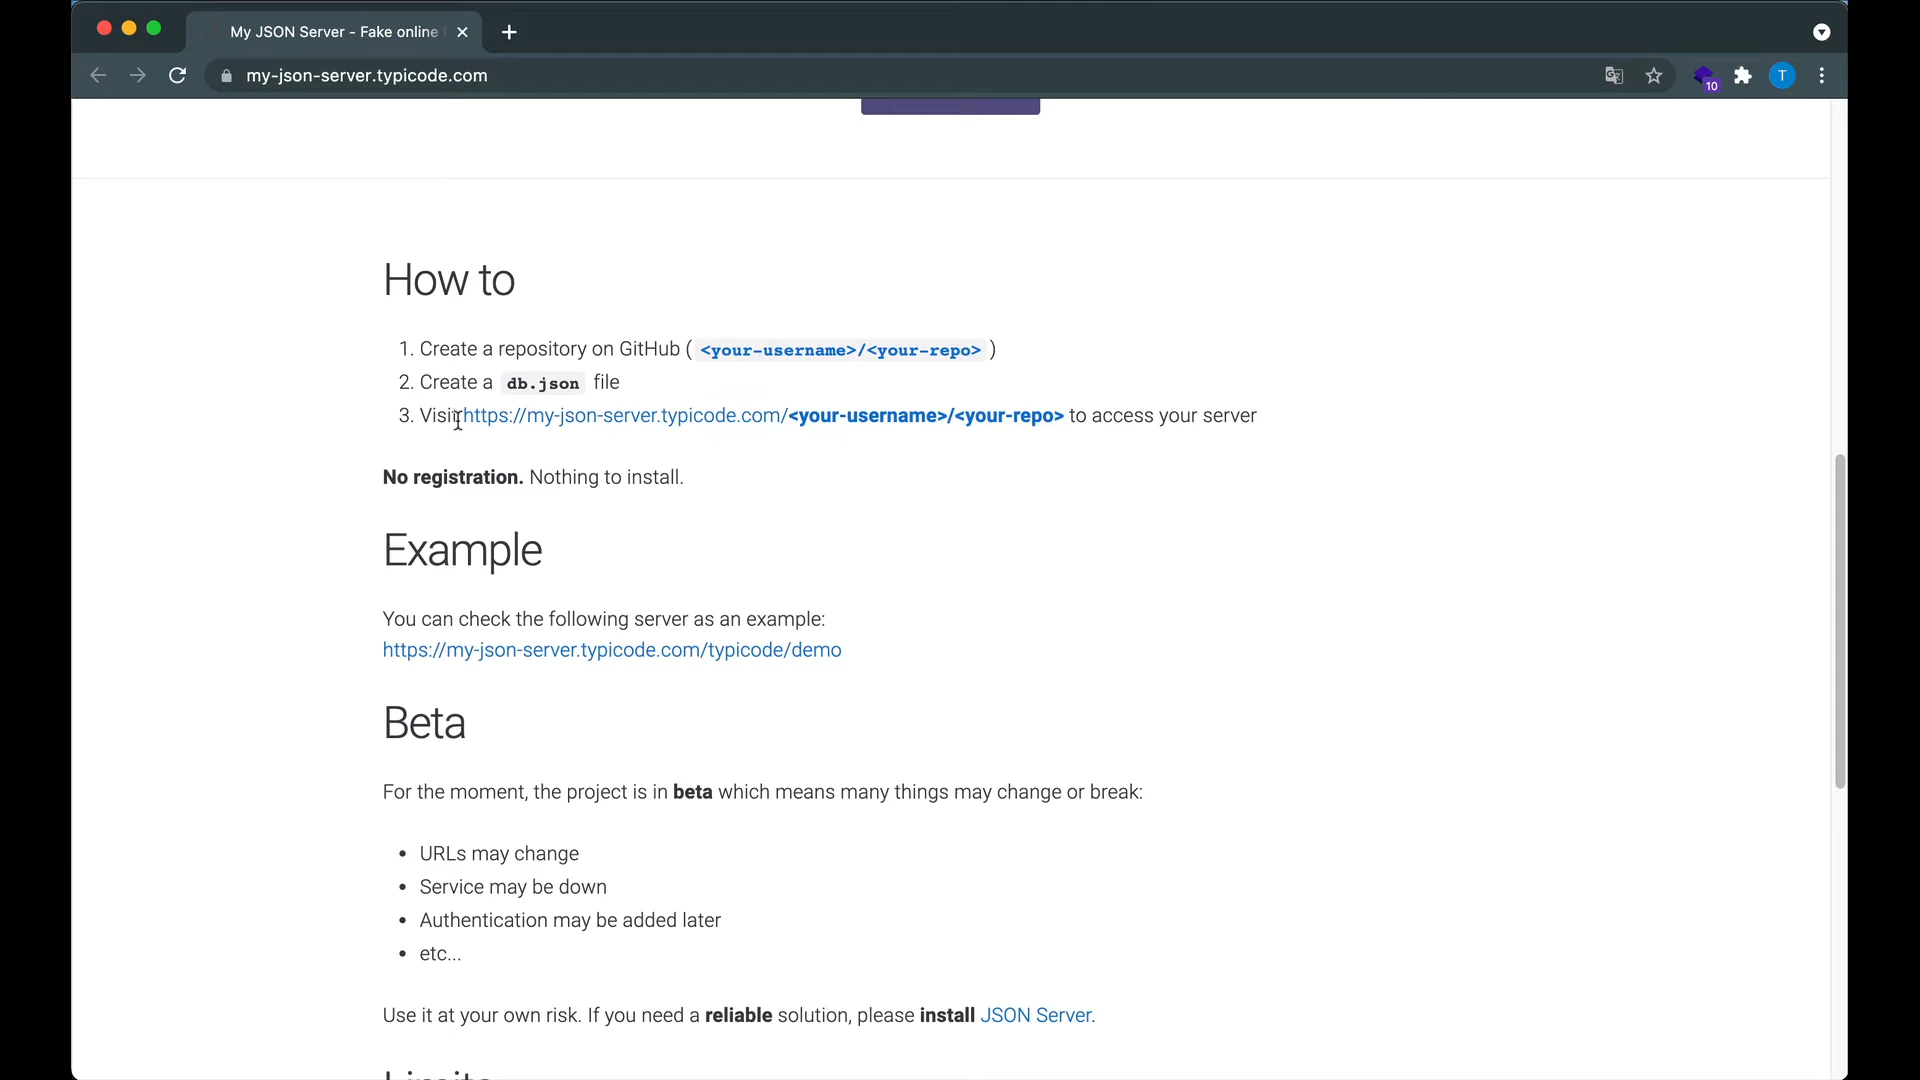 My JSON Server - Fake online
my-json-server.typicode.com
10
T
How to
1. Create a repository on GitHub ( <your-username>/<your-repo> )
2. Create a db.json file
3. Visit https://my-json-server.typicode.com/<your-username>/<your-repo> to access your server
No registration. Nothing to install.
Example
You can check the following server as an example:
https://my-json-server.typicode.com/typicode/demo
Beta
For the moment, the project is in beta which means many things may change or break:
• URLs may change
• Service may be down
• Authentication may be added later
• etc...
Use it at your own risk. If you need a reliable solution, please install JSON Server.